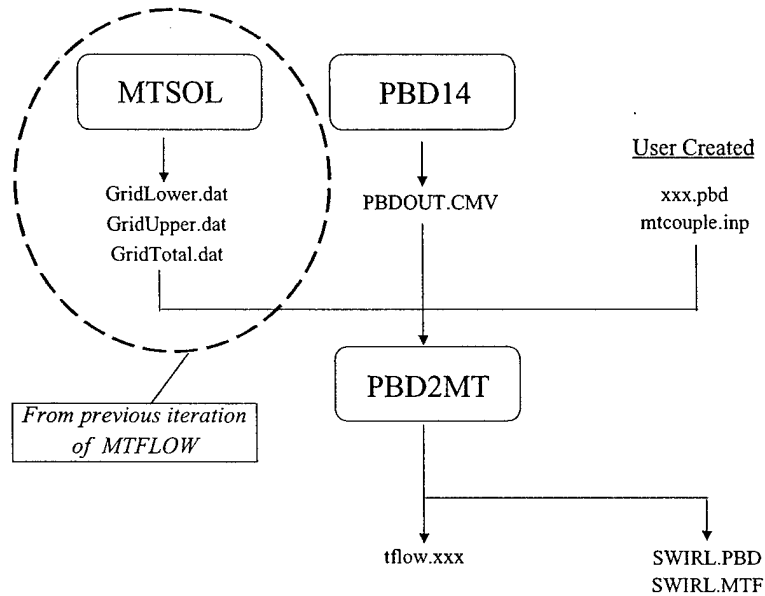 MTSOL
PBD14
User Created
GridLower.dat
GridUpper.dat
GridTotal.dat
PBDOUT.CMV
xxx.pbd
mtcouple.inp
PBD2MT
From previous iteration
of MTFLOW
tflow.xxx
SWIRL.PBD
SWIRL.MTF